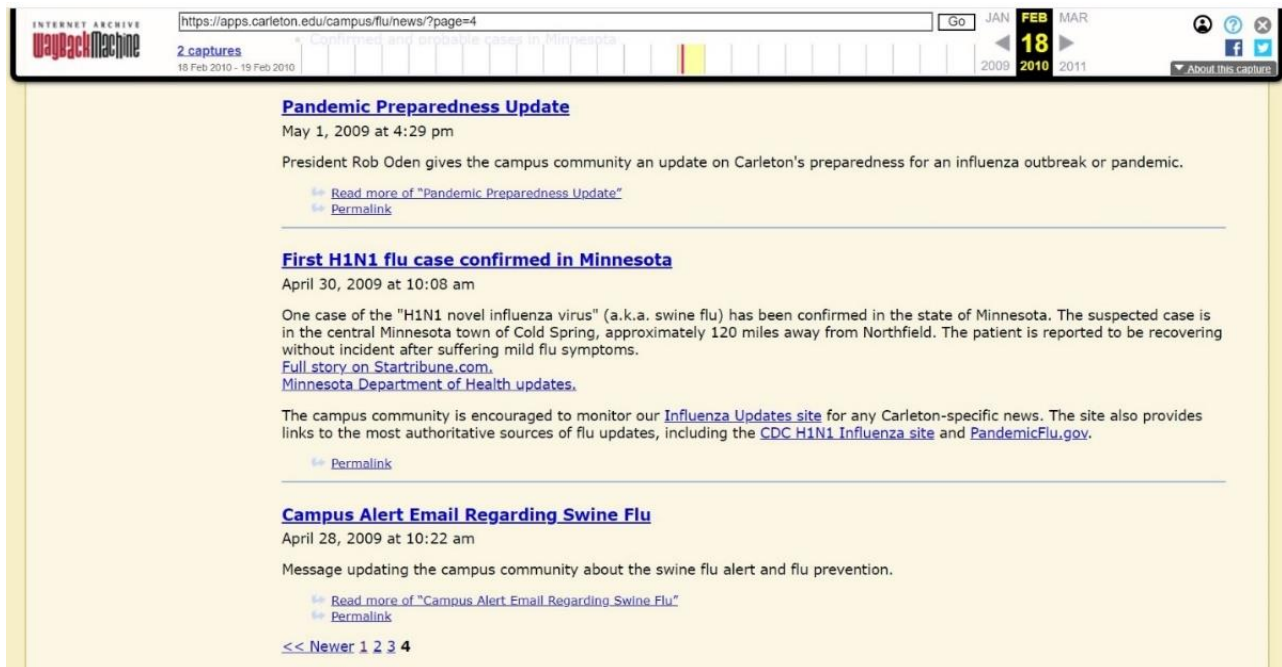 INTERNET ARCHIVE
WayBackMachine
https://apps.carleton.edu/campus/flu/news/?page=4
Go
JAN FEB MAR
2 captures
18 Feb 2010 - 19 Feb 2010
Confirmed and probable cases in Minnesota
18
2009 2010 2011
About this capture
Pandemic Preparedness Update
May 1, 2009 at 4:29 pm
President Rob Oden gives the campus community an update on Carleton's preparedness for an influenza outbreak or pandemic.
Read more of “Pandemic Preparedness Update”
Permalink
First H1N1 flu case confirmed in Minnesota
April 30, 2009 at 10:08 am
One case of the "H1N1 novel influenza virus" (a.k.a. swine flu) has been confirmed in the state of Minnesota. The suspected case is
in the central Minnesota town of Cold Spring, approximately 120 miles away from Northfield. The patient is reported to be recovering
without incident after suffering mild flu symptoms.
Full story on Startribune.com.
Minnesota Department of Health updates.
The campus community is encouraged to monitor our Influenza Updates site for any Carleton-specific news. The site also provides
links to the most authoritative sources of flu updates, including the CDC H1N1 Influenza site and PandemicFlu.gov.
Permalink
Campus Alert Email Regarding Swine Flu
April 28, 2009 at 10:22 am
Message updating the campus community about the swine flu alert and flu prevention.
Read more of “Campus Alert Email Regarding Swine Flu”
Permalink
<< Newer 1 2 3 4